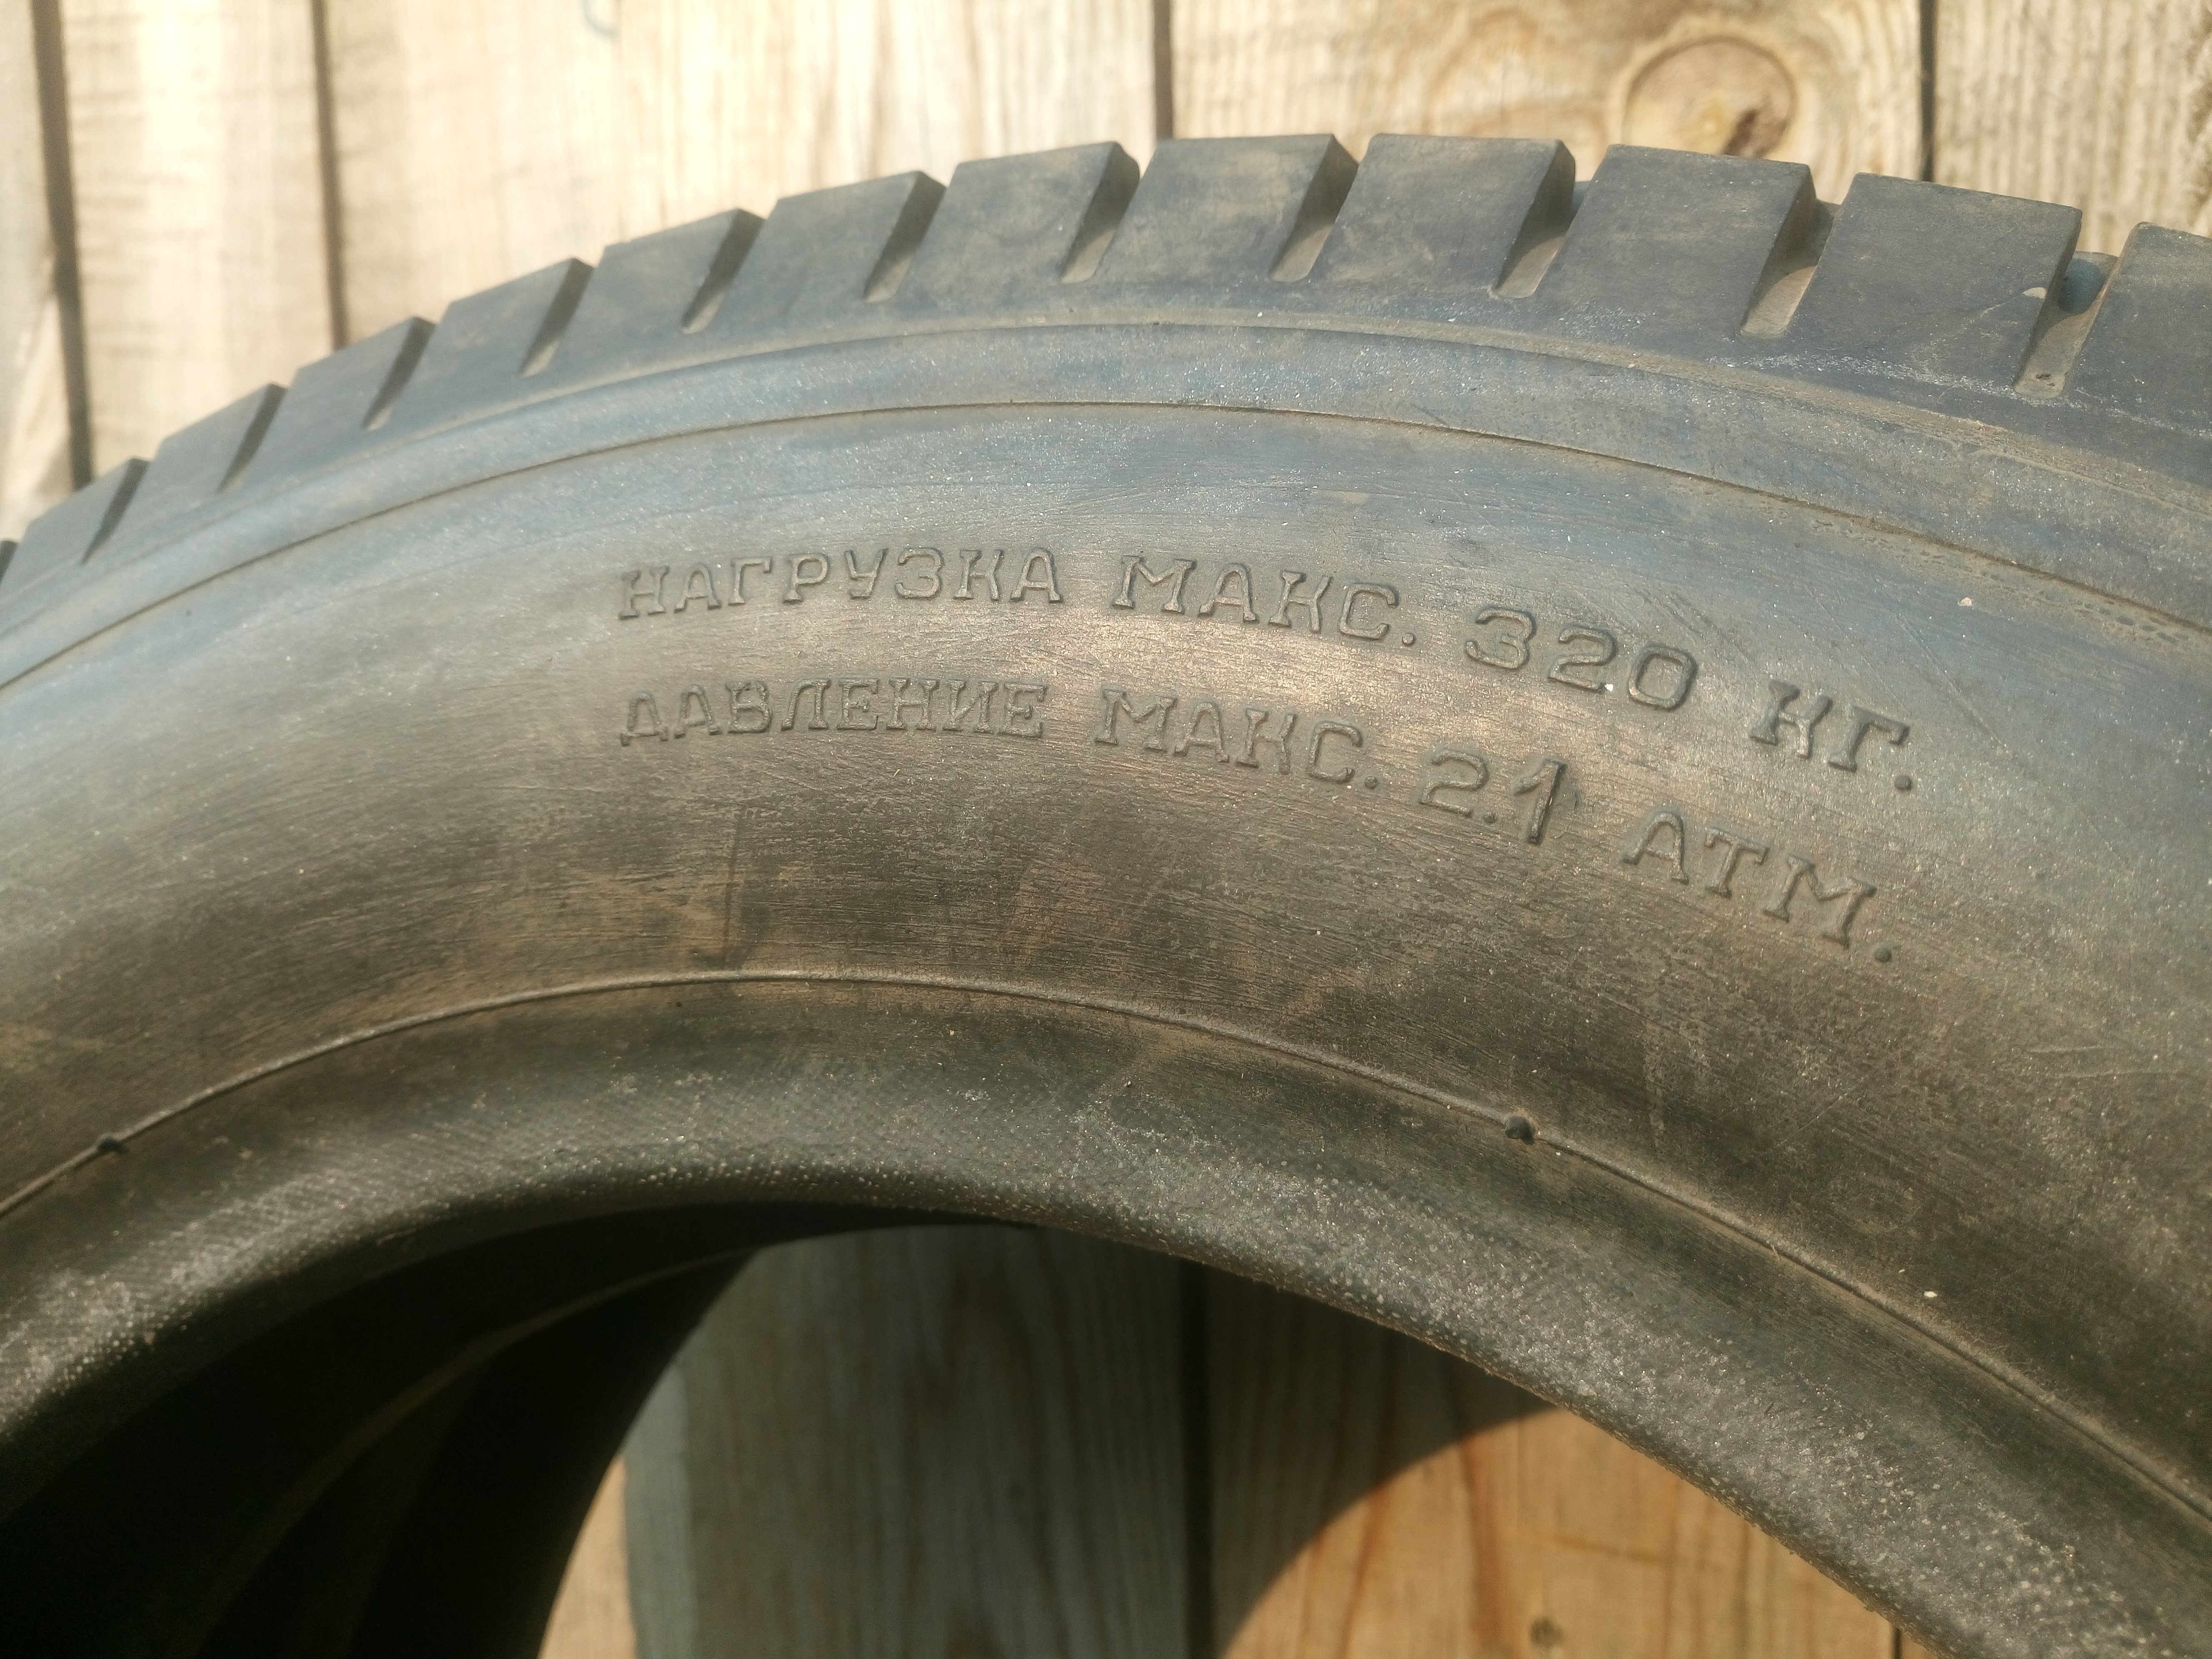 НАГРУЗКА МАКС. 320 КГ.
ДАВЛЕНИЕ МАКС. 2.1 АТМ.